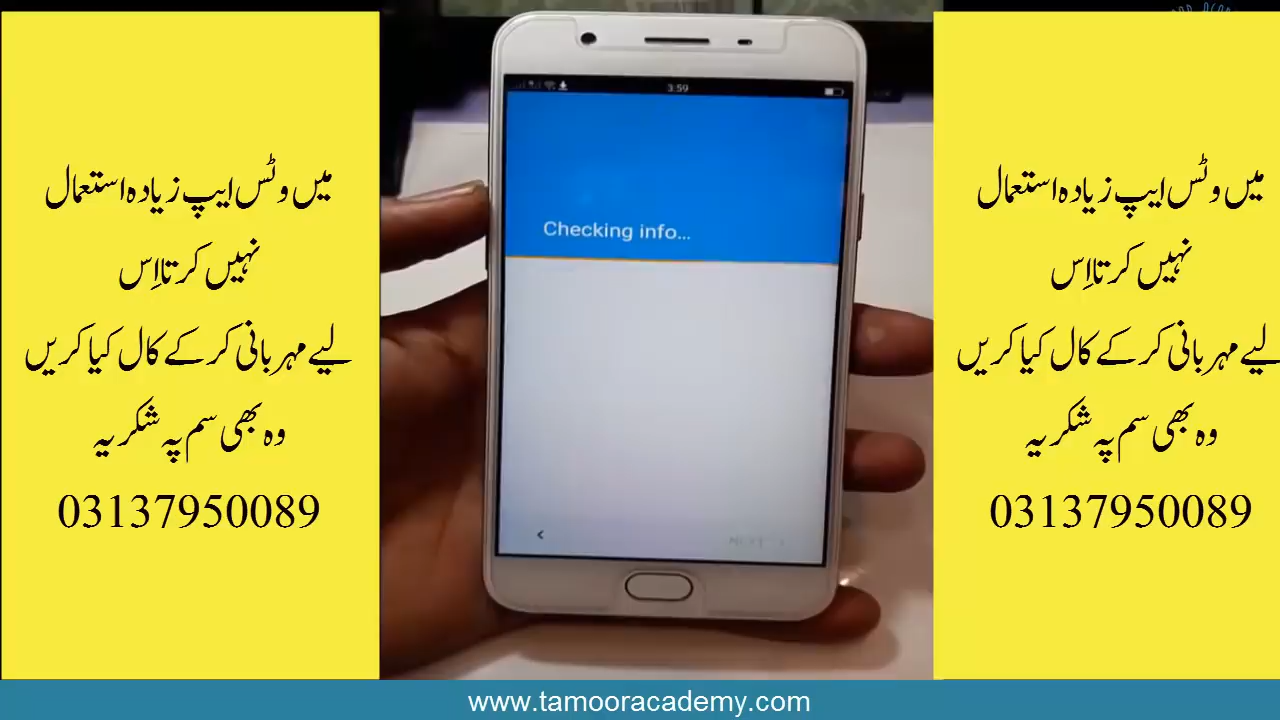 میں وٹس ایپ زیادہ استعمال
نہیں کرتا اِس
لیے مہربانی کر کے کال کیا کریں
وہ بھی سم پہ شکریہ
03137950089
3:59
Checking info...
NEXT
میں وٹس ایپ زیادہ استعمال
نہیں کرتا اِس
لیے مہربانی کر کے کال کیا کریں
وہ بھی سم پہ شکریہ
03137950089
www.tamooracademy.com